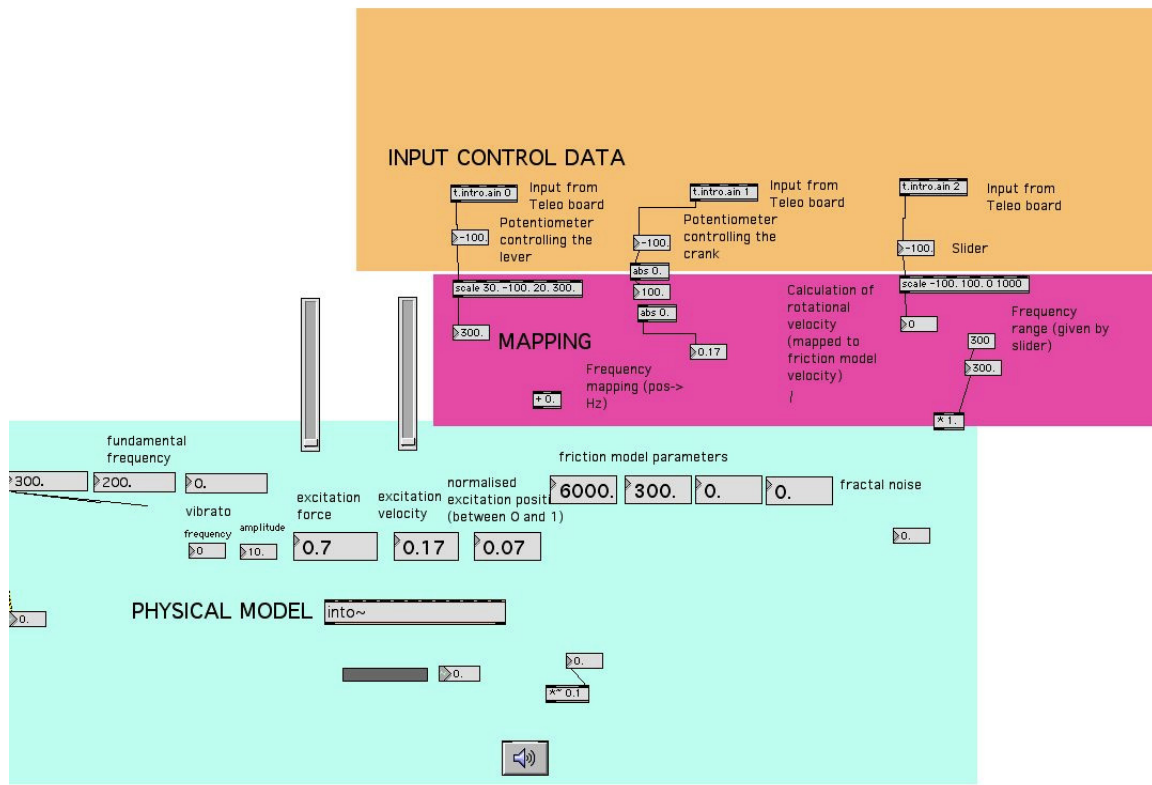 INPUT CONTROL DATA
t.intro.ain 0
Input from
Teleo board
t.intro.ain 1
Input from
Teleo board
t.intro.ain 2
Input from
Teleo board
-100.
Potentiometer
controlling the
lever
-100.
Potentiometer
controlling the
crank
-100.
Slider
abs 0.
scale 30. -100. 20. 300.
100.
abs 0.
scale -100. 100. 0 1000
300.
MAPPING
0.17
Calculation of
rotational
velocity
(mapped to
friction model
velocity)
0
Frequency
range (given by
slider)
300
300.
Frequency
mapping (pos->
Hz)
+ 0.
* 1.
fundamental
frequency
300.
200.
0.
vibrato
frequency
amplitude
0
10.
excitation
force
0.7
excitation
velocity
0.17
normalised
excitation positi
(between 0 and 1)
0.07
friction model parameters
6000.
300.
0.
0.
fractal noise
0.
0.
PHYSICAL MODEL
into~
0.
0.
*~ 0.1